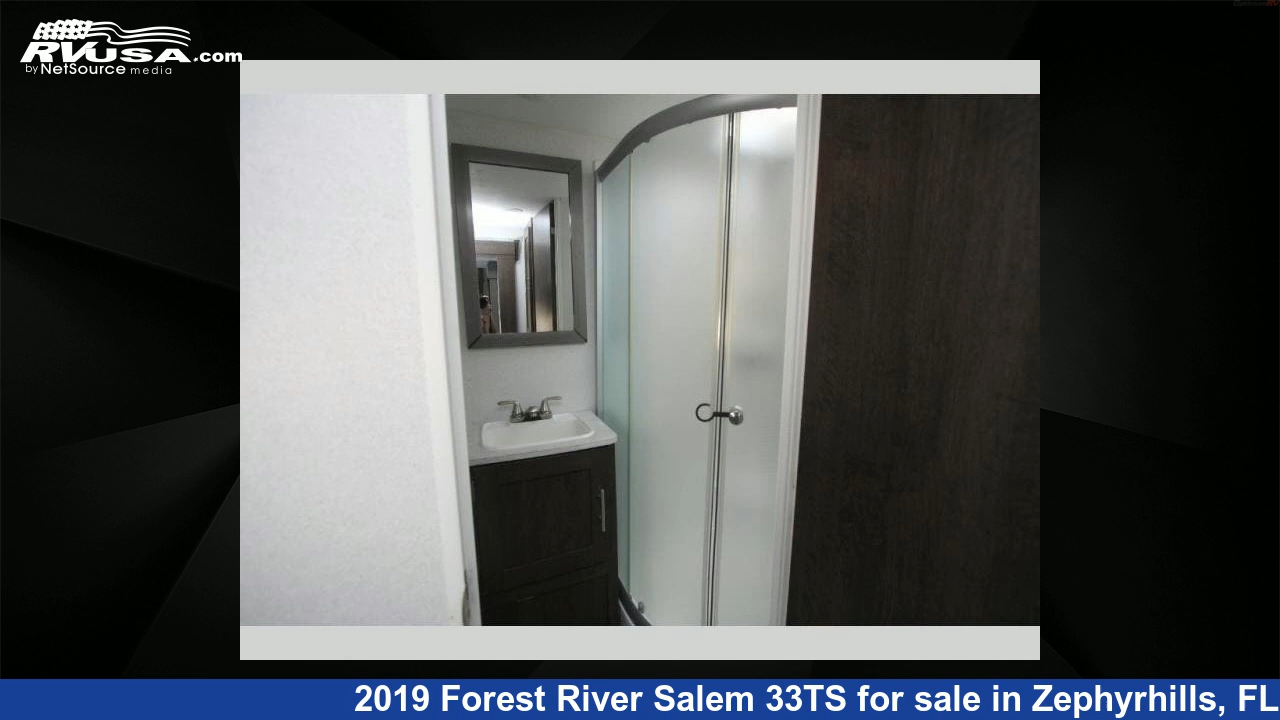 RVUSA.com
by NetSource media
2019 Forest River Salem 33TS for sale in Zephyrhills, FL